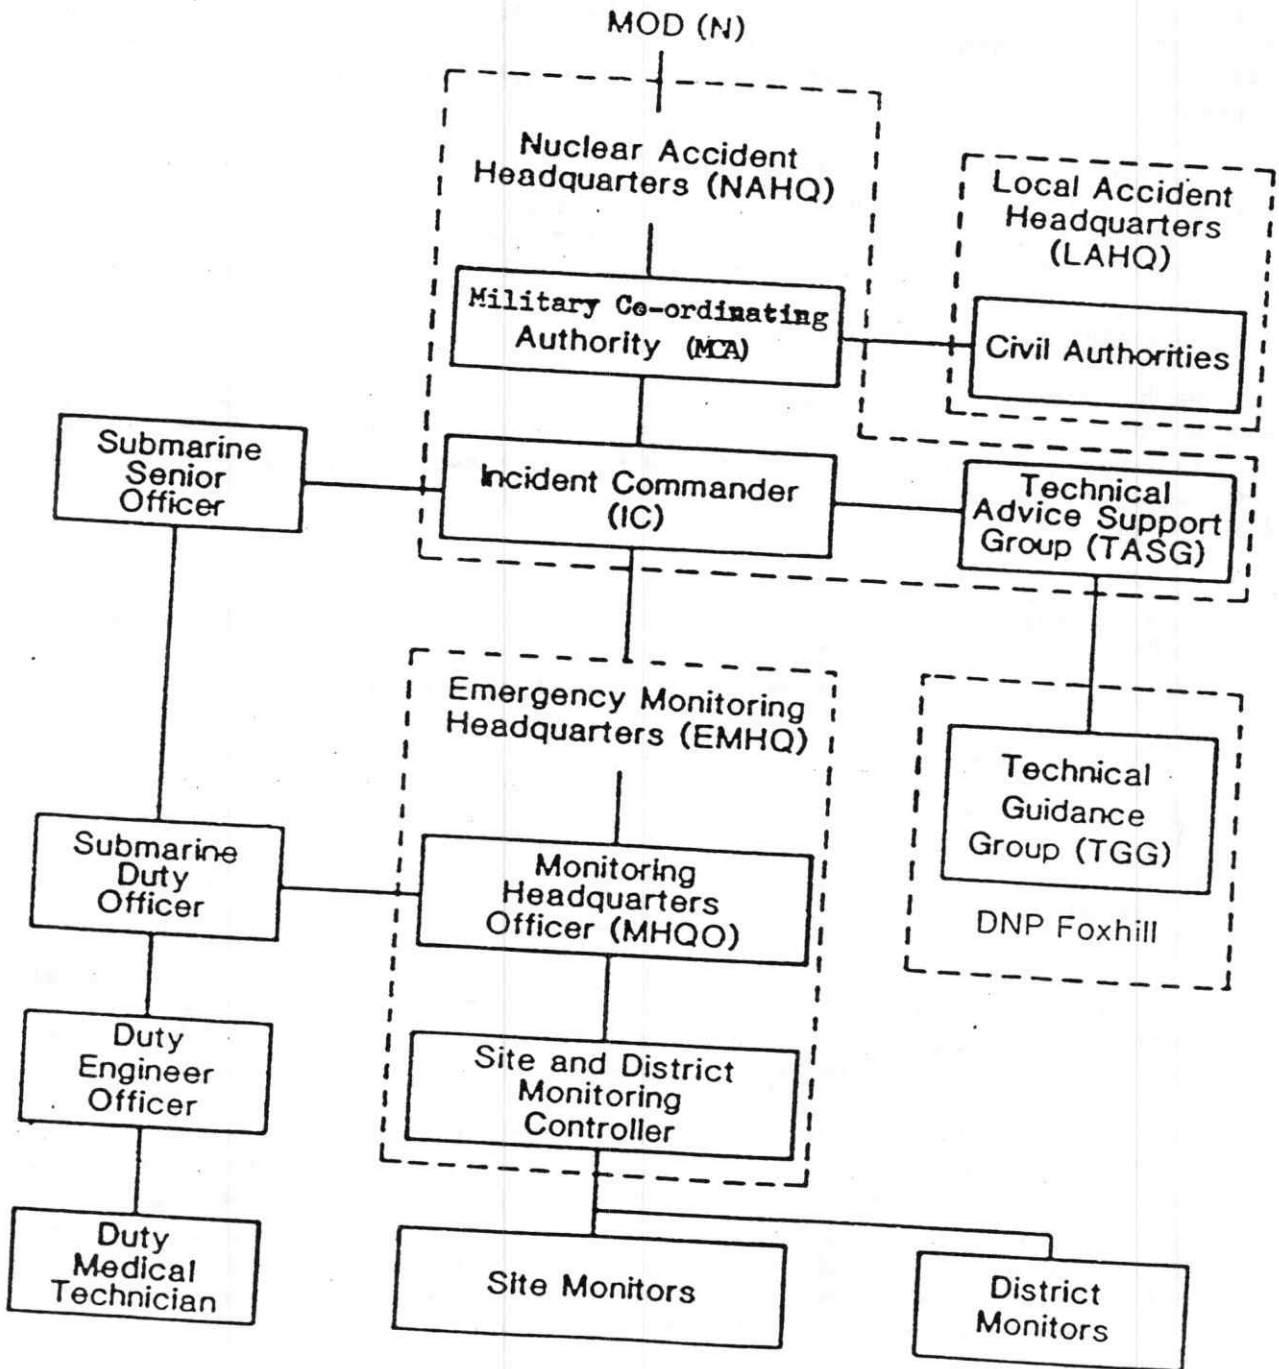 MOD (N)
Nuclear Accident
Headquarters (NAHQ)
Local Accident
Headquarters
(LAHQ)
Military Co-ordinating
Authority (MCA)
Civil Authorities
Submarine
Senior
Officer
Incident Commander
(IC)
Technical
Advice Support
Group (TASG)
Emergency Monitoring
Headquarters (EMHQ)
Technical
Guidance
Group (TGG)
DNP Foxhill
Submarine
Duty
Officer
Monitoring
Headquarters
Officer (MHQO)
Duty
Engineer
Officer
Site and District
Monitoring
Controller
Duty
Medical
Technician
Site Monitors
District
Monitors